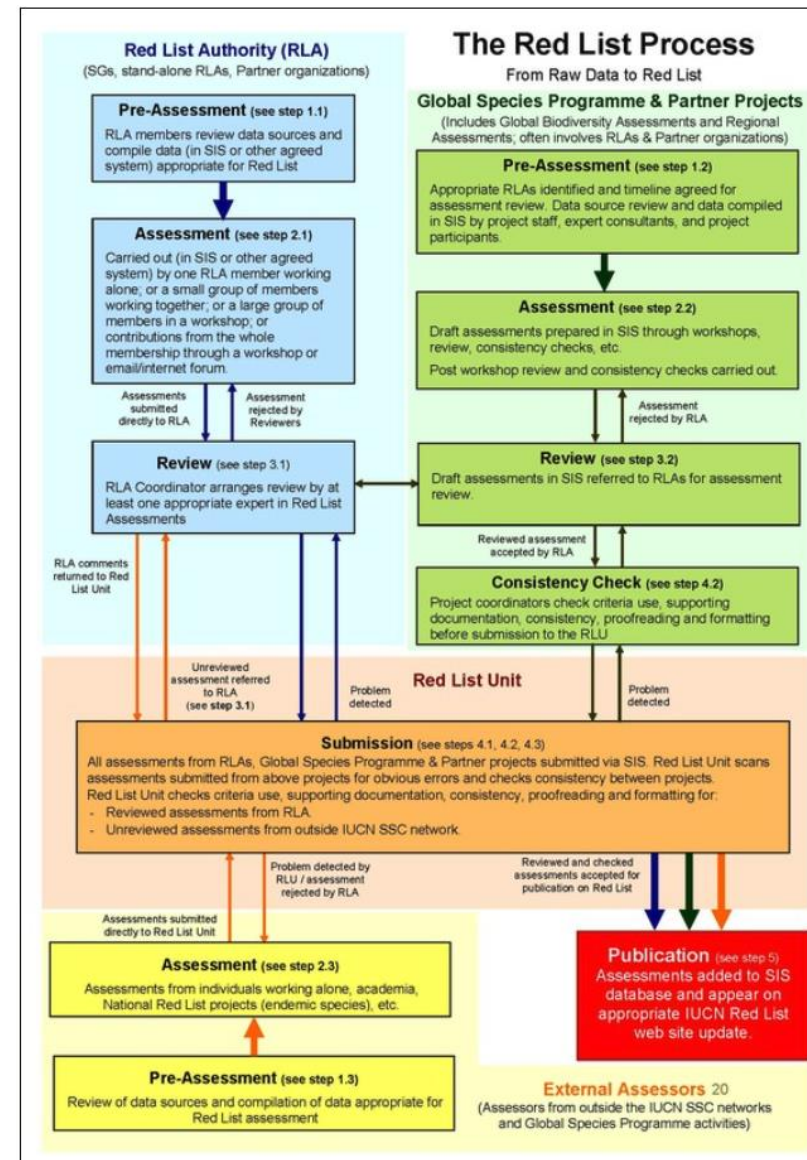 The Red List Process
From Raw Data to Red List
Red List Authority (RLA)
(SGs, stand-alone RLAs, Partner organizations)
Pre-Assessment (see step 1.1)
RLA members review data sources and
compile data (in SIS or other agreed
system) appropriate for Red List
Assessment (see step 2.1)
Carried out (in SIS or other agreed
system) by one RLA member working
alone; or a small group of members
working together; or a large group of
members in a workshop; or
contributions from the whole
membership through a workshop or
email/internet forum.
Assessments
submitted
directly to RLA
Assessment
rejected by
Reviewers
Review (see step 3.1)
RLA Coordinator arranges review by at
least one appropriate expert in Red List
Assessments
RLA comments
returned to Red
List Unit
Unreviewed
assessment referred
to RLA
(see step 3.1)
Problem
detected
Global Species Programme & Partner Projects
(Includes Global Biodiversity Assessments and Regional
Assessments; often involves RLAs & Partner organizations)
Pre-Assessment (see step 1.2)
Appropriate RLAs identified and timeline agreed for
assessment review. Data source review and data compiled
in SIS by project staff, expert consultants, and project
participants.
Assessment (see step 2.2)
Draft assessments prepared in SIS through workshops,
review, consistency checks, etc.
Post workshop review and consistency checks carried out.
Assessment
rejected by RLA
Review (see step 3.2)
Draft assessments in SIS referred to RLAs for assessment
review.
Reviewed assessment
accepted by RLA
Consistency Check (see step 4.2)
Project coordinators check criteria use, supporting
documentation, consistency, proofreading and formatting
before submission to the RLU
Problem
detected
Red List Unit
Submission (see steps 4.1, 4.2, 4.3)
All assessments from RLAs, Global Species Programme & Partner projects submitted via SIS. Red List Unit scans
assessments submitted from above projects for obvious errors and checks consistency between projects.
Red List Unit checks criteria use, supporting documentation, consistency, proofreading and formatting for:
- Reviewed assessments from RLA.
- Unreviewed assessments from outside IUCN SSC network.
Assessments submitted
directly to Red List Unit
Problem detected by
RLU / assessment
rejected by RLA
Reviewed and checked
assessments accepted for
publication on Red List
Assessment (see step 2.3)
Assessments from individuals working alone, academia,
National Red List projects (endemic species), etc.
Pre-Assessment (see step 1.3)
Review of data sources and compilation of data appropriate for
Red List assessment
Publication (see step 5)
Assessments added to SIS
database and appear on
appropriate IUCN Red List
web site update.
External Assessors 20
(Assessors from outside the IUCN SSC networks
and Global Species Programme activities)